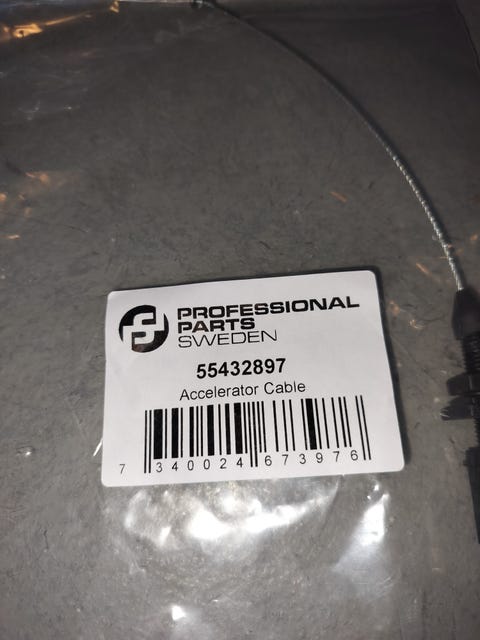 PROFESSIONAL
PARTS
SWEDEN
55432897
Accelerator Cable
7 340024 673976